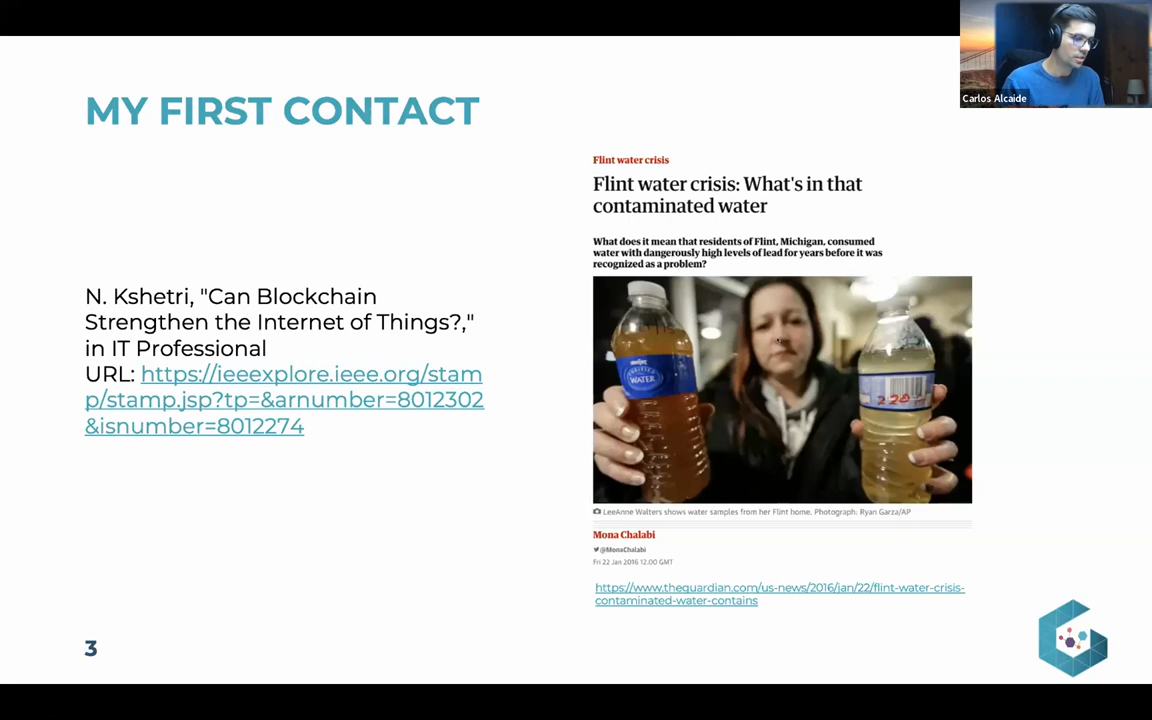 Carlos Alcaide
MY FIRST CONTACT
N. Kshetri, "Can Blockchain
Strengthen the Internet of Things?,"
in IT Professional
URL: https://ieeexplore.ieee.org/stam
p/stamp.jsp?tp=&arnumber=8012302
&isnumber=8012274
Flint water crisis
Flint water crisis: What's in that
contaminated water
What does it mean that residents of Flint, Michigan, consumed
water with dangerously high levels of lead for years before it was
recognized as a problem?
WATER
LeeAnne Walters shows water samples from her Flint home. Photograph: Ryan Garza/AP
Mona Chalabi
@MonaChalabi
Fri 22 Jan 2016 12.00 GMT
https://www.theguardian.com/us-news/2016/jan/22/flint-water-crisis-
contaminated-water-contains
3